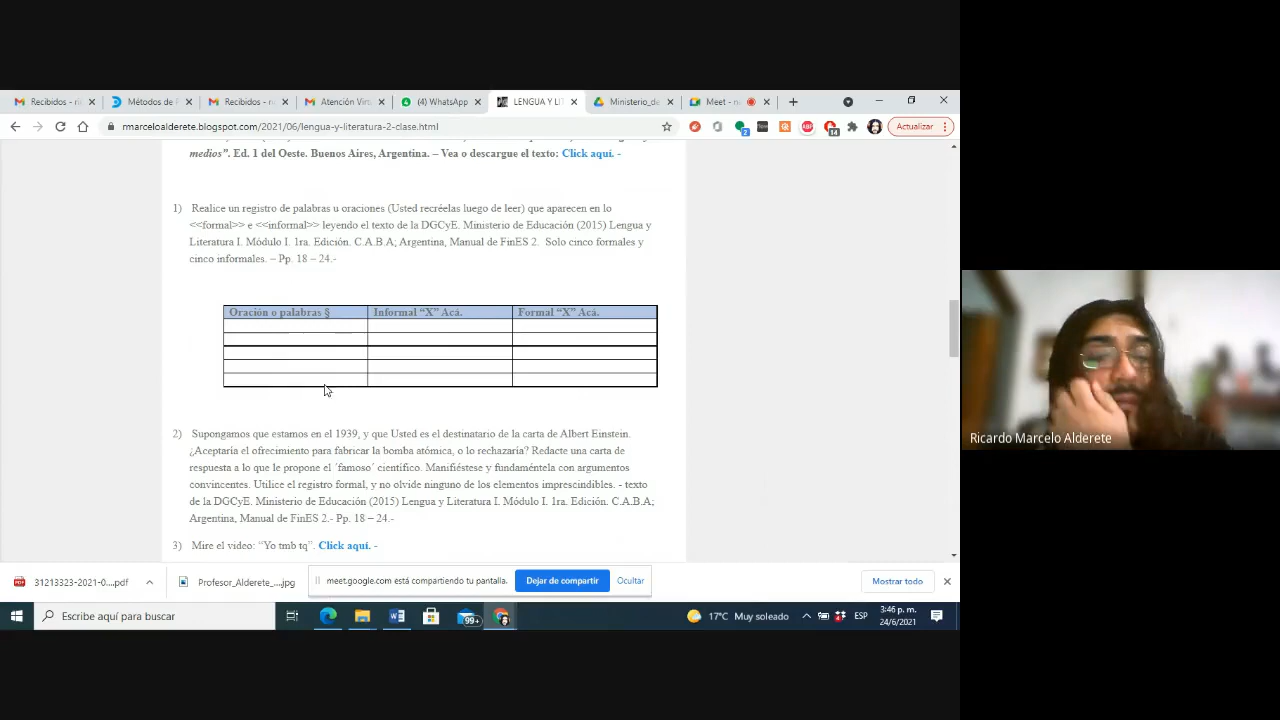 Recibidos - ri
Métodos de
Recibidos - re
Atención Virt
(4) WhatsApp
LENGUA Y LI
Ministerio_de
Meet - n
marceloalderete.blogspot.com/2021/06/lengua-y-literatura-2-clase.html
Actualizar
medios”. Ed. 1 del Oeste. Buenos Aires, Argentina. – Vea o descargue el texto: Click aquí. -
1) Realice un registro de palabras u oraciones (Usted recréelas luego de leer) que aparecen en lo
<<formal>> e <<informal>> leyendo el texto de la DGCyE. Ministerio de Educación (2015) Lengua y
Literatura I. Módulo I. 1ra. Edición. C.A.B.A; Argentina, Manual de FinES 2. Solo cinco formales y
cinco informales. – Pp. 18 – 24.-
Oración o palabras § Informal “X” Acá. Formal “X” Acá.
2) Supongamos que estamos en el 1939, y que Usted es el destinatario de la carta de Albert Einstein.
¿Aceptaría el ofrecimiento para fabricar la bomba atómica, o lo rechazaría? Redacte una carta de
respuesta a lo que le propone el ´famoso´ científico. Manifiéstese y fundaméntela con argumentos
convincentes. Utilice el registro formal, y no olvide ninguno de los elementos imprescindibles. - texto
de la DGCyE. Ministerio de Educación (2015) Lengua y Literatura I. Módulo I. 1ra. Edición. C.A.B.A;
Argentina, Manual de FinES 2.- Pp. 18 – 24.-
3) Mire el video: “Yo tmb tq”. Click aquí. -
Ricardo Marcelo Alderete
31213323-2021-0....pdf
Profesor_Alderete_....jpg
meet.google.com está compartiendo tu pantalla.
Dejar de compartir
Ocultar
Mostrar todo
Escribe aquí para buscar
99+
17°C Muy soleado
ESP
3:46 p. m.
24/6/2021